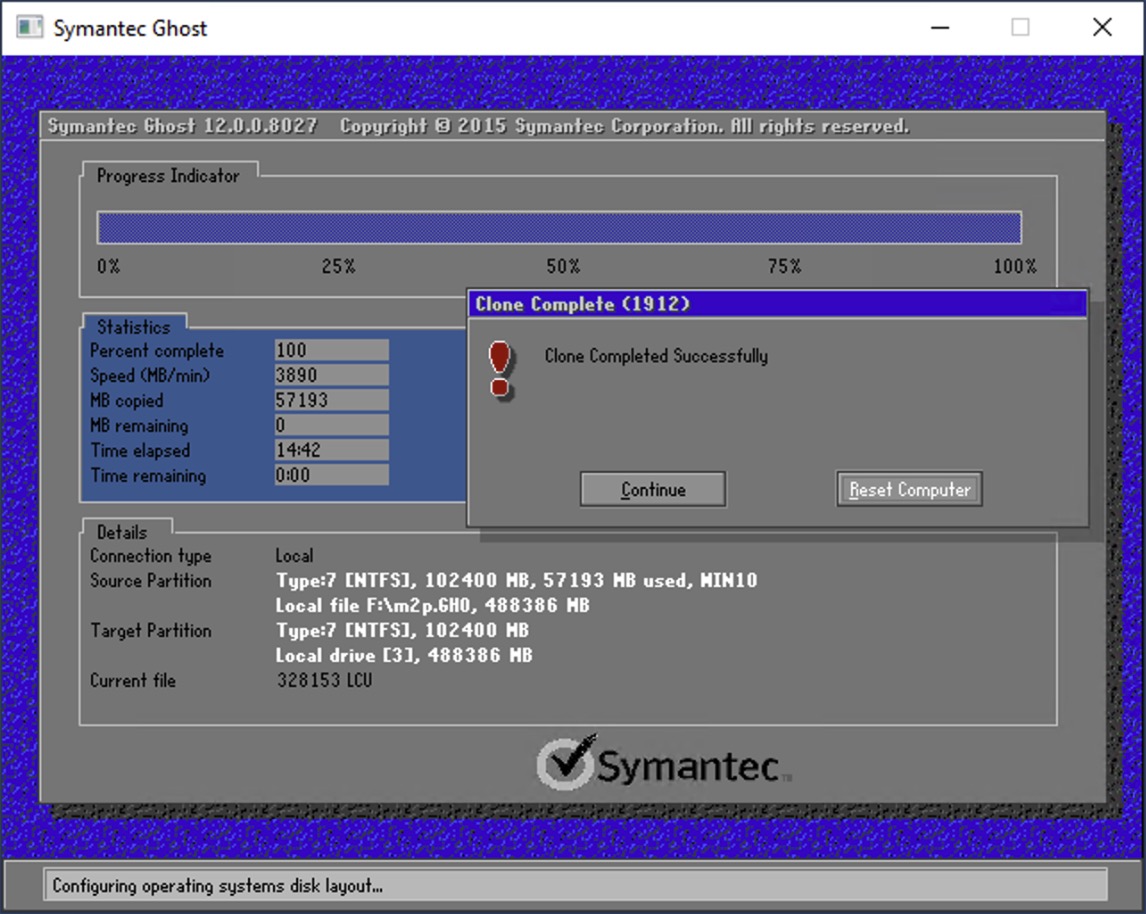 Symantec Ghost
Symantec Ghost 12.0.0.8027 Copyright © 2015 Symantec Corporation. All rights reserved.
Progress Indicator
0% 25% 50% 75% 100%
Clone Complete (1912)
Clone Completed Successfully
Continue Reset Computer
Statistics
Percent complete 100
Speed (MB/min) 3890
MB copied 57193
MB remaining 0
Time elapsed 14:42
Time remaining 0:00
Details
Connection type Local
Source Partition Type:7 [NTFS], 102400 MB, 57193 MB used, WIN10
Local file F:\m2p.GHO, 488386 MB
Target Partition Type:7 [NTFS], 102400 MB
Local drive [3], 488386 MB
Current file 328153 LCU
Symantec™
Configuring operating systems disk layout...